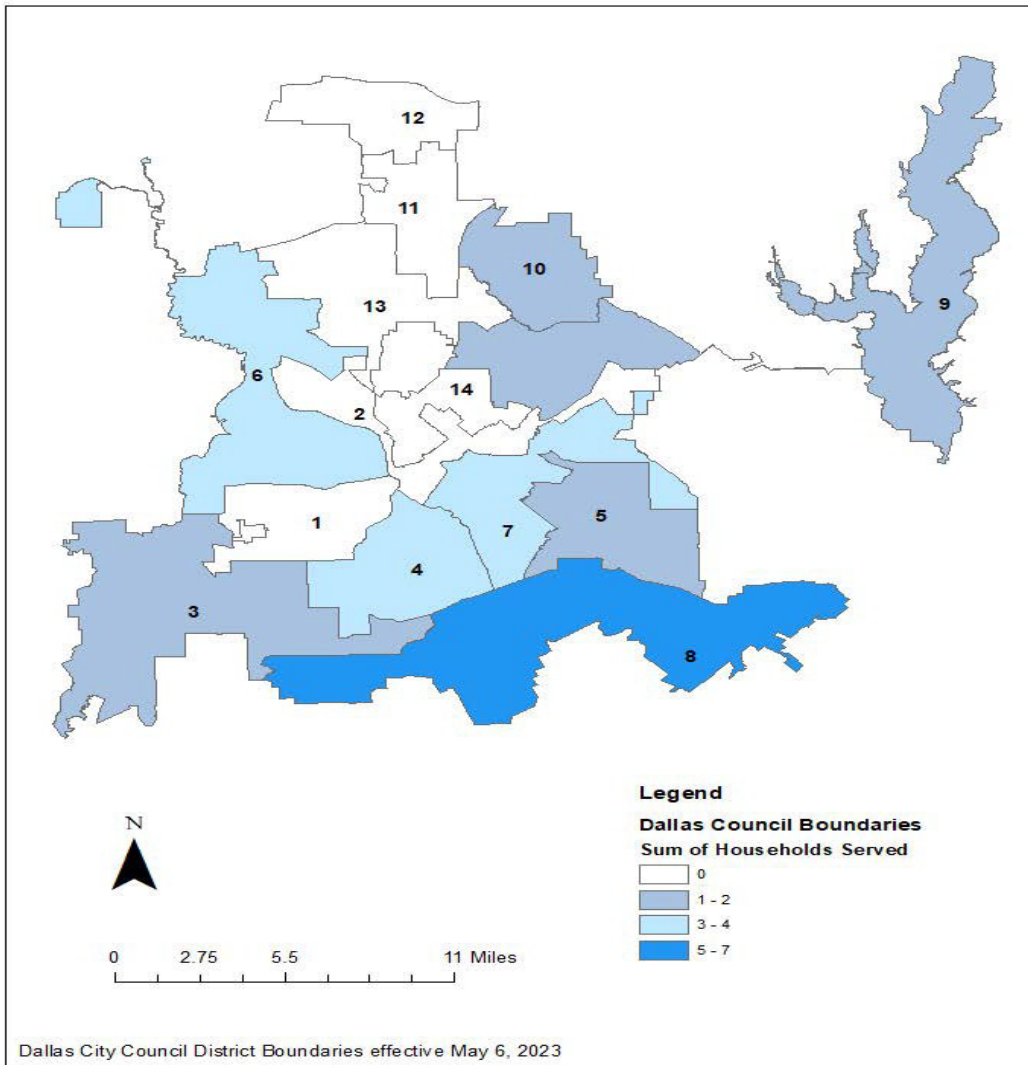 12
11
10
9
13
6
14
2
5
1
7
4
3
8
Legend
Dallas Council Boundaries
Sum of Households Served
0
1 - 2
3 - 4
5 - 7
N
0 2.75 5.5 11 Miles
Dallas City Council District Boundaries effective May 6, 2023